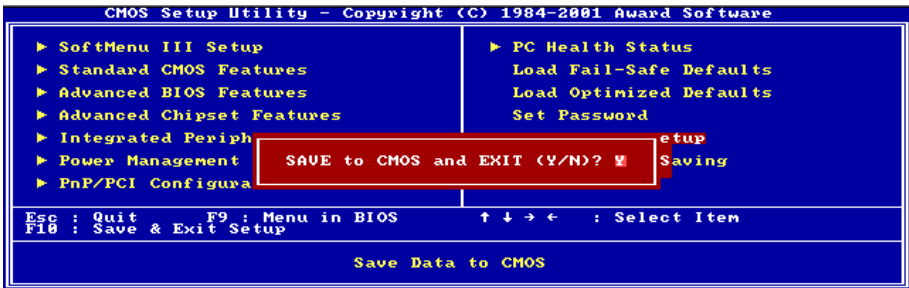 CMOS Setup Utility - Copyright (C) 1984-2001 Award Software
► SoftMenu III Setup
► Standard CMOS Features
► Advanced BIOS Features
► Advanced Chipset Features
► Integrated Periph
► Power Management
► PnP/PCI Configura
► PC Health Status
Load Fail-Safe Defaults
Load Optimized Defaults
Set Password
etup
Saving
SAVE to CMOS and EXIT (Y/N)? Y
Esc : Quit F9 : Menu in BIOS ↑ ↓ → ← : Select Item
F10 : Save & Exit Setup
Save Data to CMOS